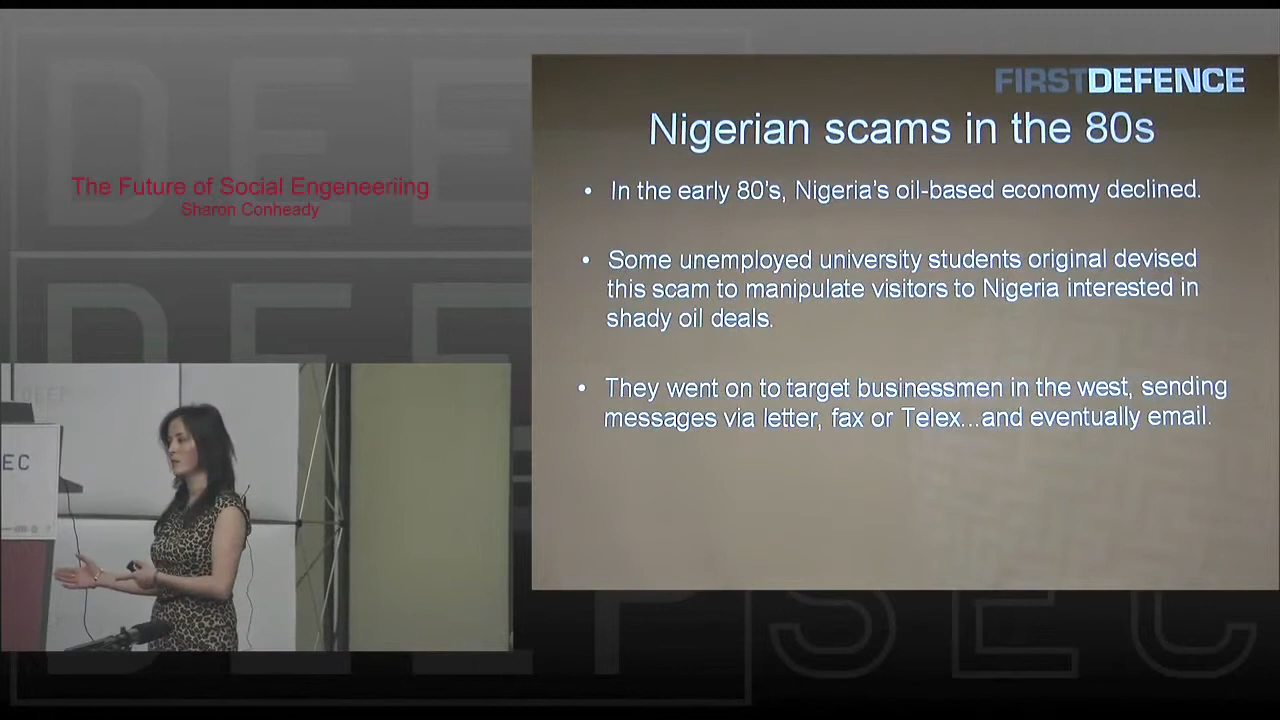 The Future of Social Engeneeriing
Sharon Conheady
FIRSTDEFENCE
Nigerian scams in the 80s
• In the early 80's, Nigeria's oil-based economy declined.
• Some unemployed university students original devised
this scam to manipulate visitors to Nigeria interested in
shady oil deals.
• They went on to target businessmen in the west, sending
messages via letter, fax or Telex...and eventually email.
DEEP
EC
DEEPSEC